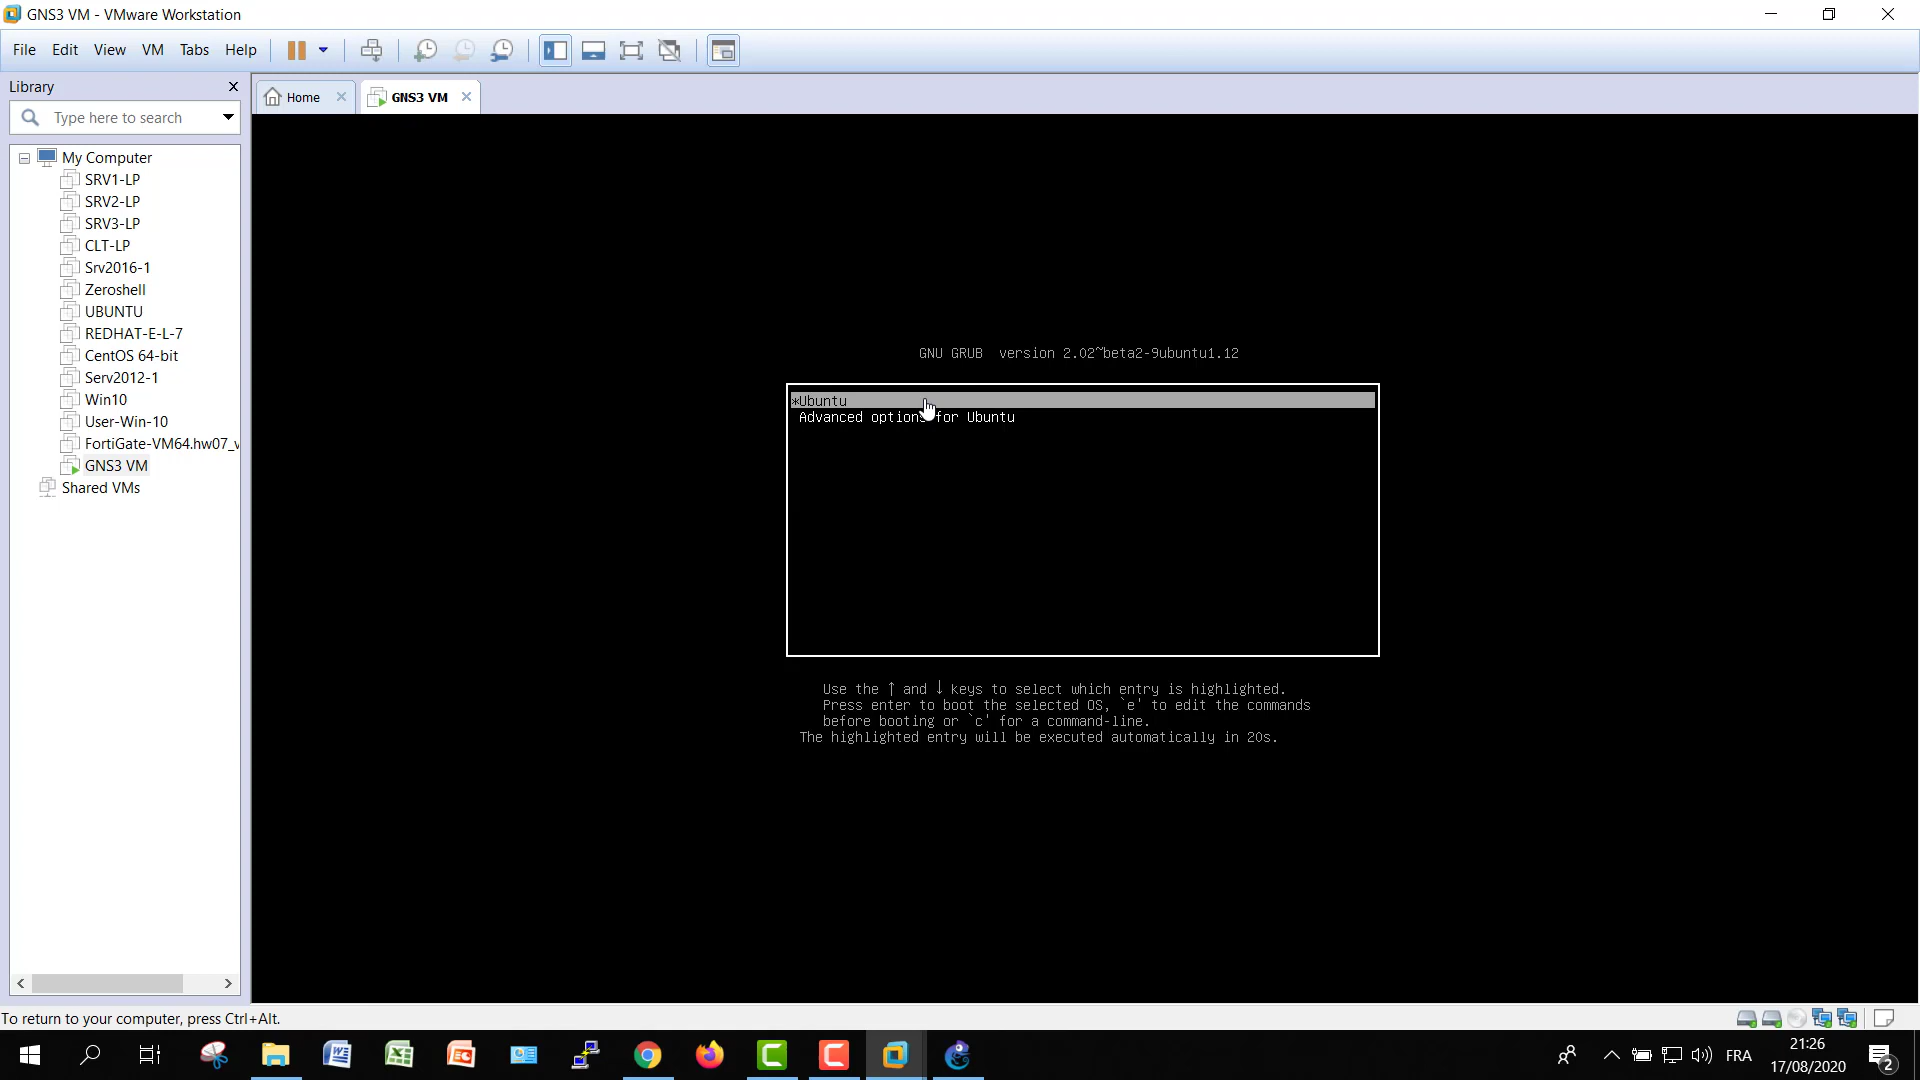 GNS3 VM - VMware Workstation
File Edit View VM Tabs Help
Library
Type here to search
My Computer
SRV1-LP
SRV2-LP
SRV3-LP
CLT-LP
Srv2016-1
Zeroshell
UBUNTU
REDHAT-E-L-7
CentOS 64-bit
Serv2012-1
Win10
User-Win-10
FortiGate-VM64.hw07_v
GNS3 VM
Shared VMs
Home
GNS3 VM
GNU GRUB version 2.02~beta2-9ubuntu1.12
*Ubuntu
Advanced options for Ubuntu
Use the ↑ and ↓ keys to select which entry is highlighted.
Press enter to boot the selected OS, `e' to edit the commands
before booting or `c' for a command-line.
The highlighted entry will be executed automatically in 20s.
To return to your computer, press Ctrl+Alt.
FRA
21:26
17/08/2020
2